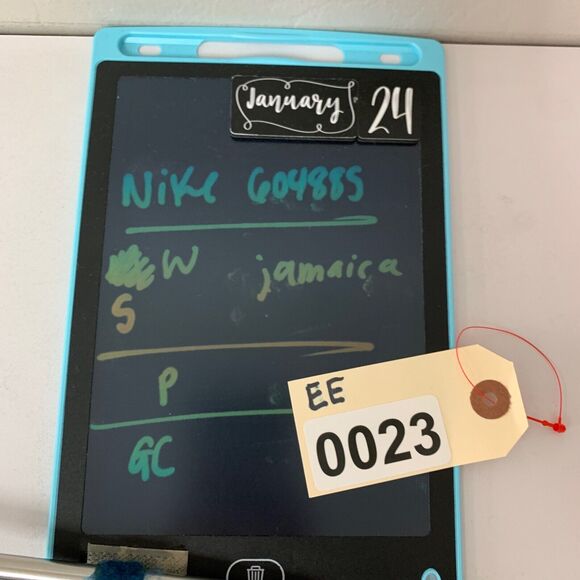 January 24
Nike 604885
W jamaica
S
P
GC
EE
0023